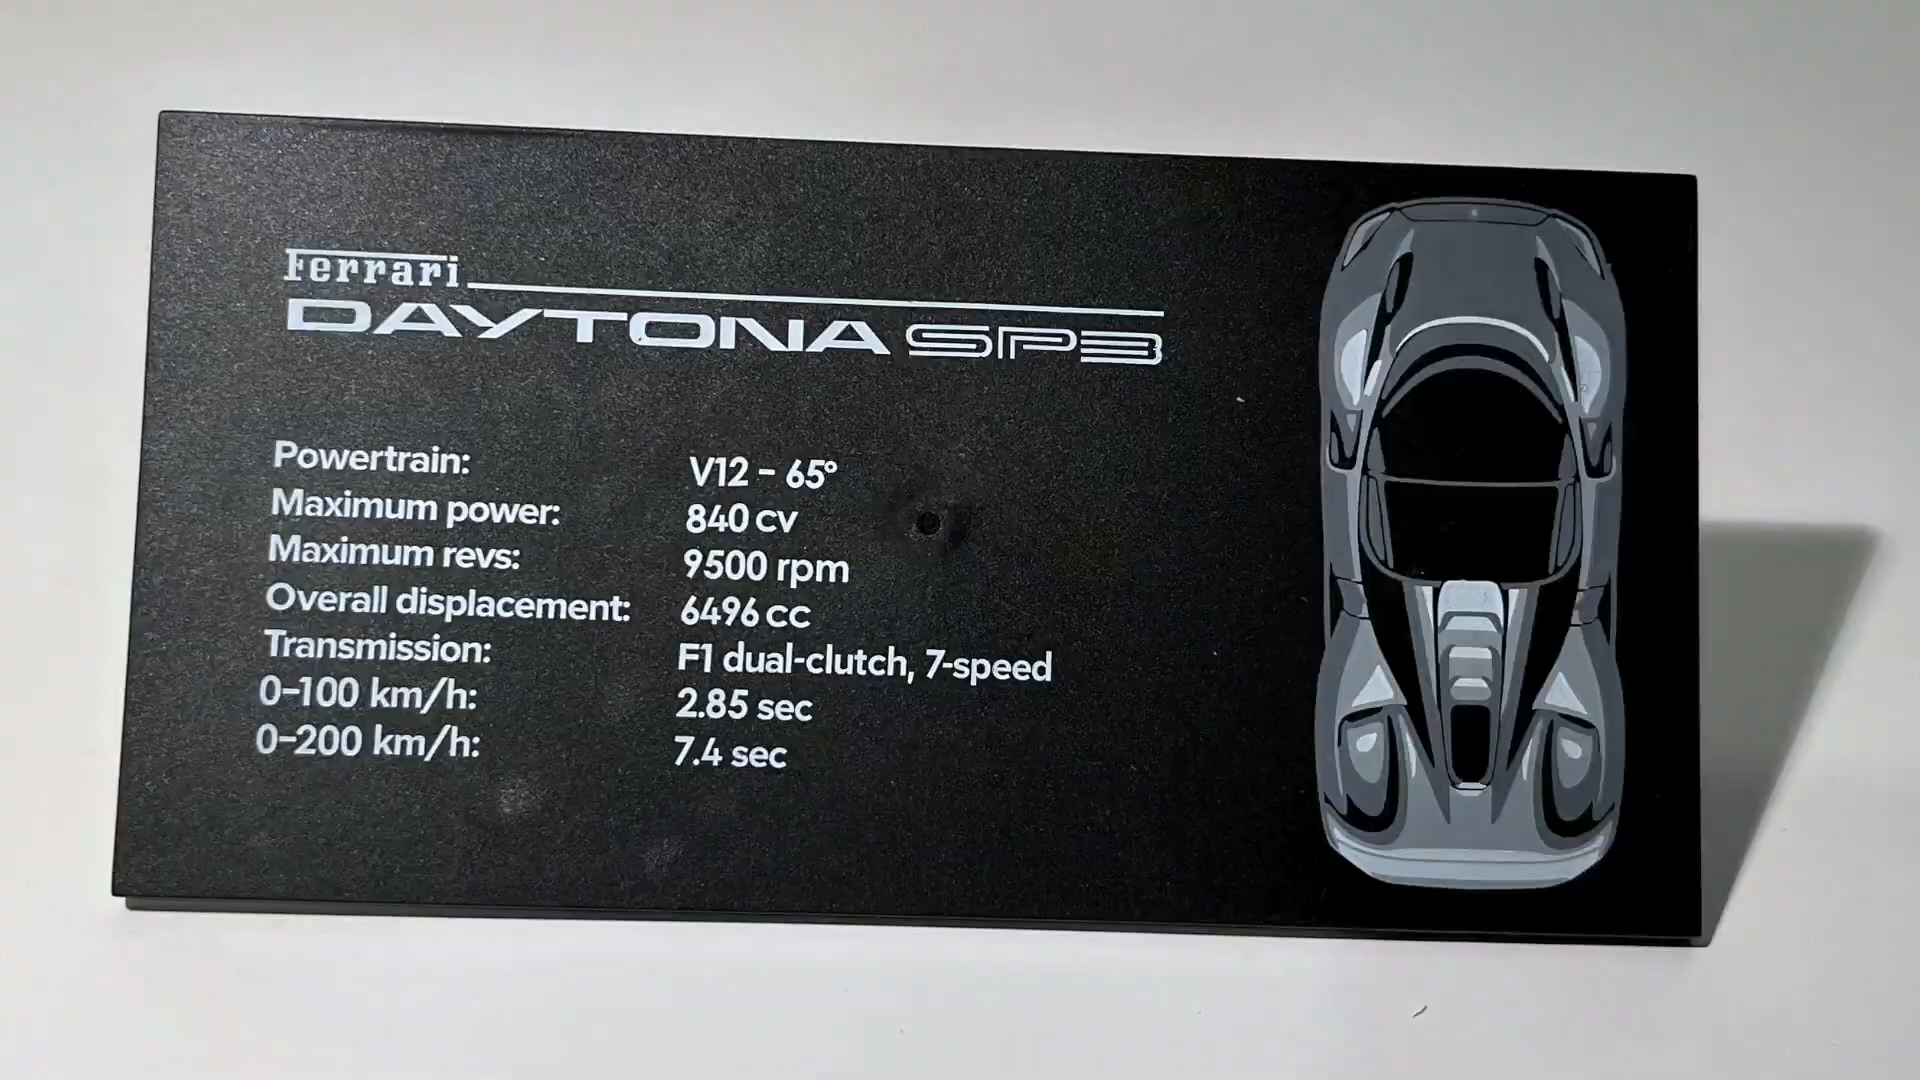 Ferrari
DAYTONA SP3
Powertrain: V12 – 65°
Maximum power: 840 CV
Maximum revs: 9500 rpm
Overall displacement: 6496 CC
Transmission: F1 dual-clutch, 7-speed
0–100 km/h: 2.85 sec
0–200 km/h: 7.4 sec